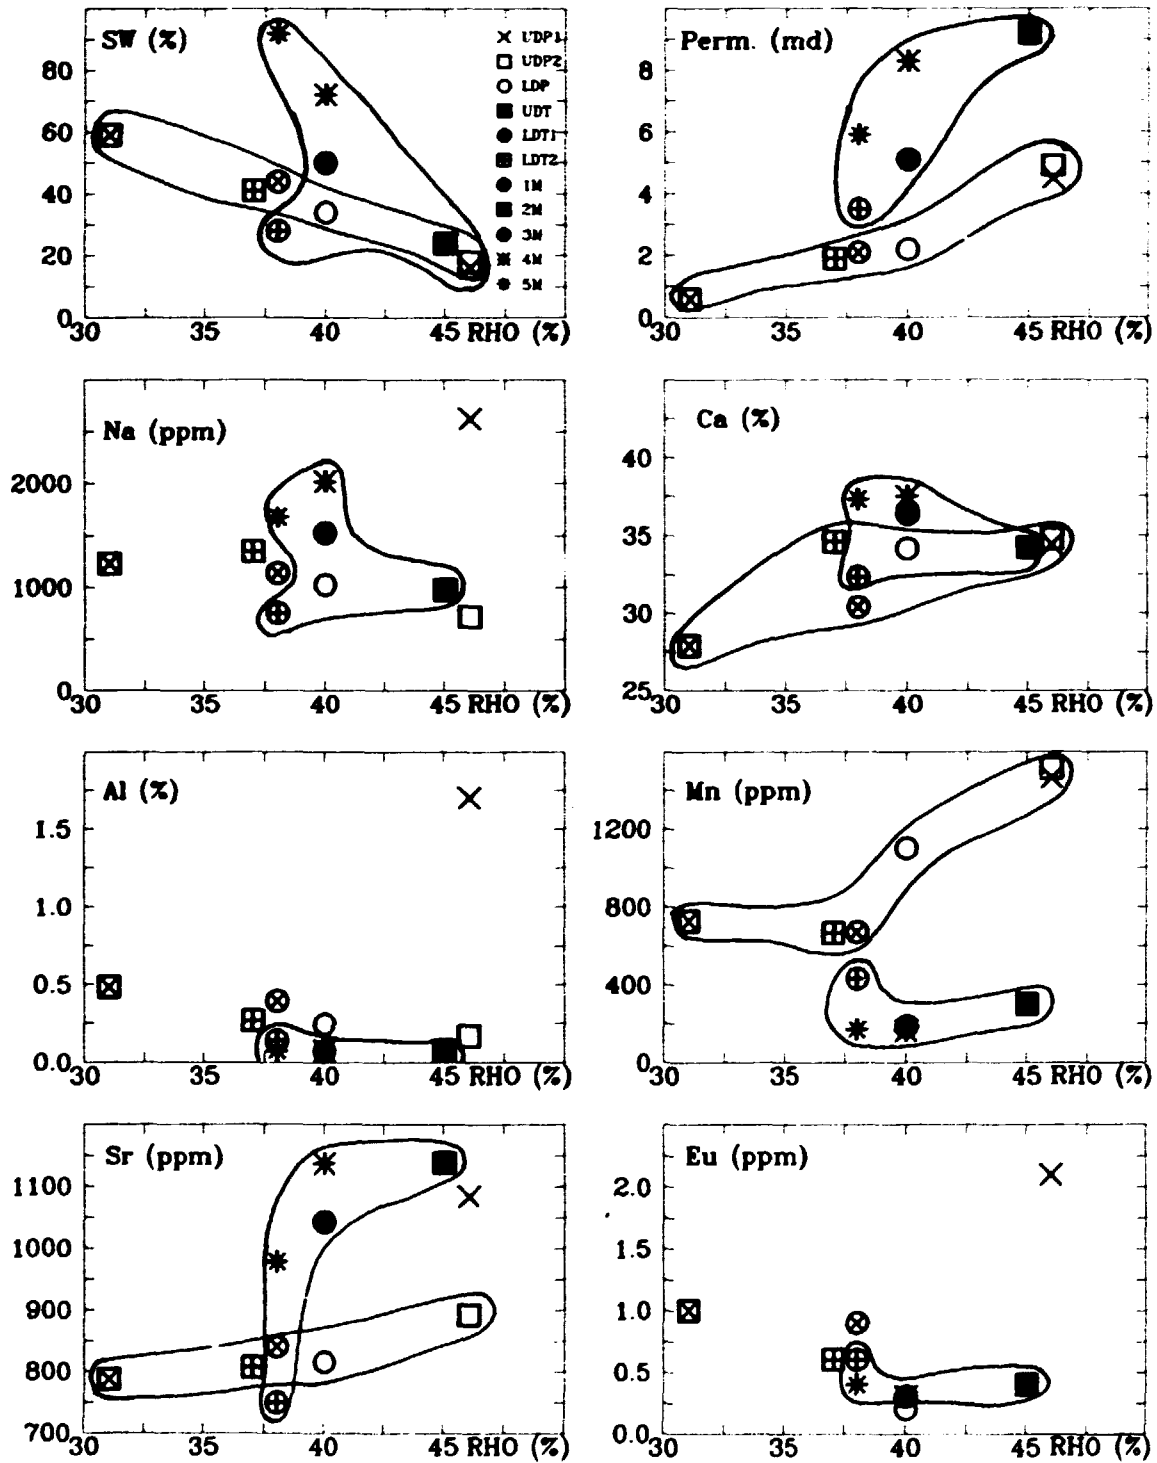 SW (%)
80
60
40
20
0
30 35 40 45 RHO (%)
UDP1
UDP2
LDP
UDT
LDT1
LDT2
1M
2M
3M
4M
5M
Perm. (md)
8
6
4
2
0
30 35 40 45 RHO (%)
Na (ppm)
2000
1000
0
30 35 40 45 RHO (%)
Ca (%)
40
35
30
25
30 35 40 45 RHO (%)
Al (%)
1.5
1.0
0.5
0.0
30 35 40 45 RHO (%)
Mn (ppm)
1200
800
400
0
30 35 40 45 RHO (%)
Sr (ppm)
1100
1000
900
800
700
30 35 40 45 RHO (%)
Eu (ppm)
2.0
1.5
1.0
0.5
0.0
30 35 40 45 RHO (%)